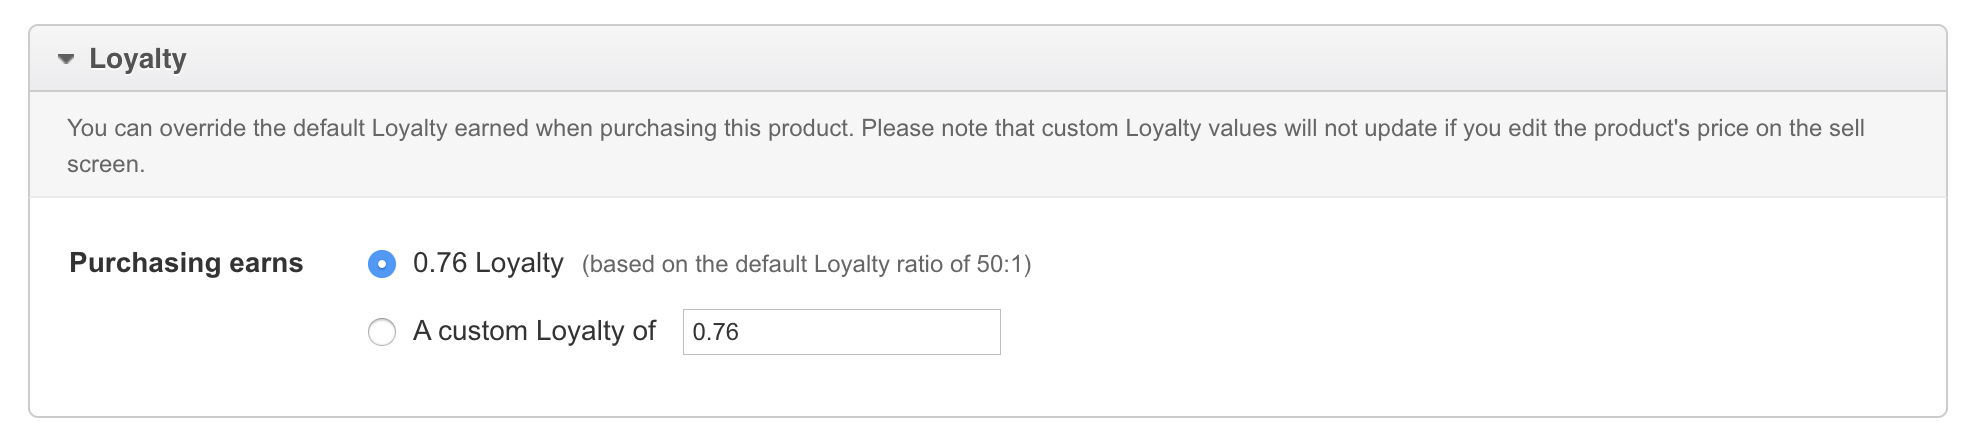 Loyalty
You can override the default Loyalty earned when purchasing this product. Please note that custom Loyalty values will not update if you edit the product's price on the sell
screen.
Purchasing earns 0.76 Loyalty (based on the default Loyalty ratio of 50:1)
A custom Loyalty of 0.76